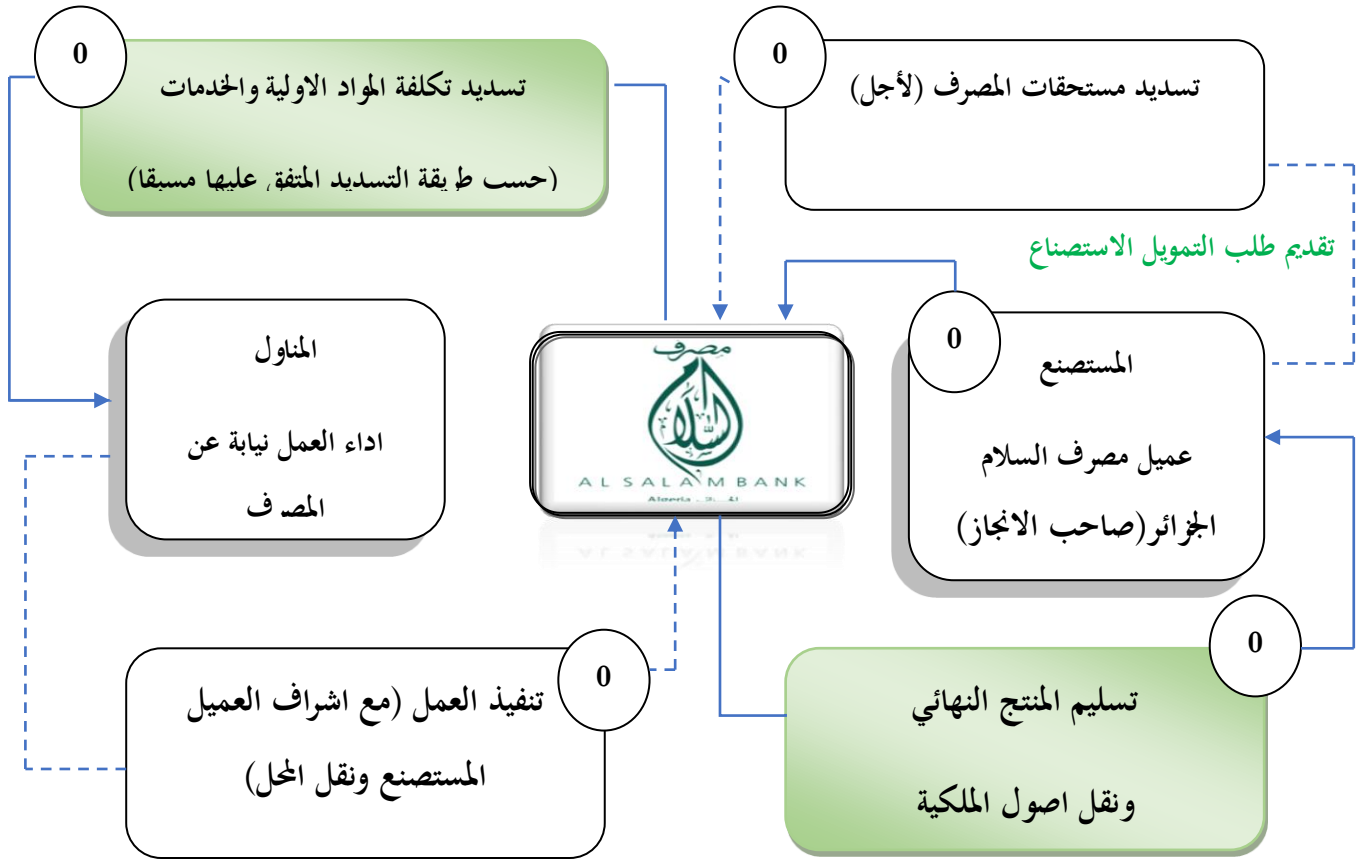 0
تسديد مستحقات المصرف (لأجل)
0
تسديد تكلفة المواد الاولية والخدمات
(حسب طريقة التسديد المتفق عليها مسبقا)
تقديم طلب التمويل الاستصناع
0
المستصنع
عميل مصرف السلام
الجزائر(صاحب الانجاز)
مصرف
السلام
AL SALAM BANK
Algeria
المناول
اداء العمل نيابة عن
المصرف
0
تسليم المنتج النهائي
ونقل اصول الملكية
0
تنفيذ العمل (مع اشراف العميل
المستصنع ونقل المحل)